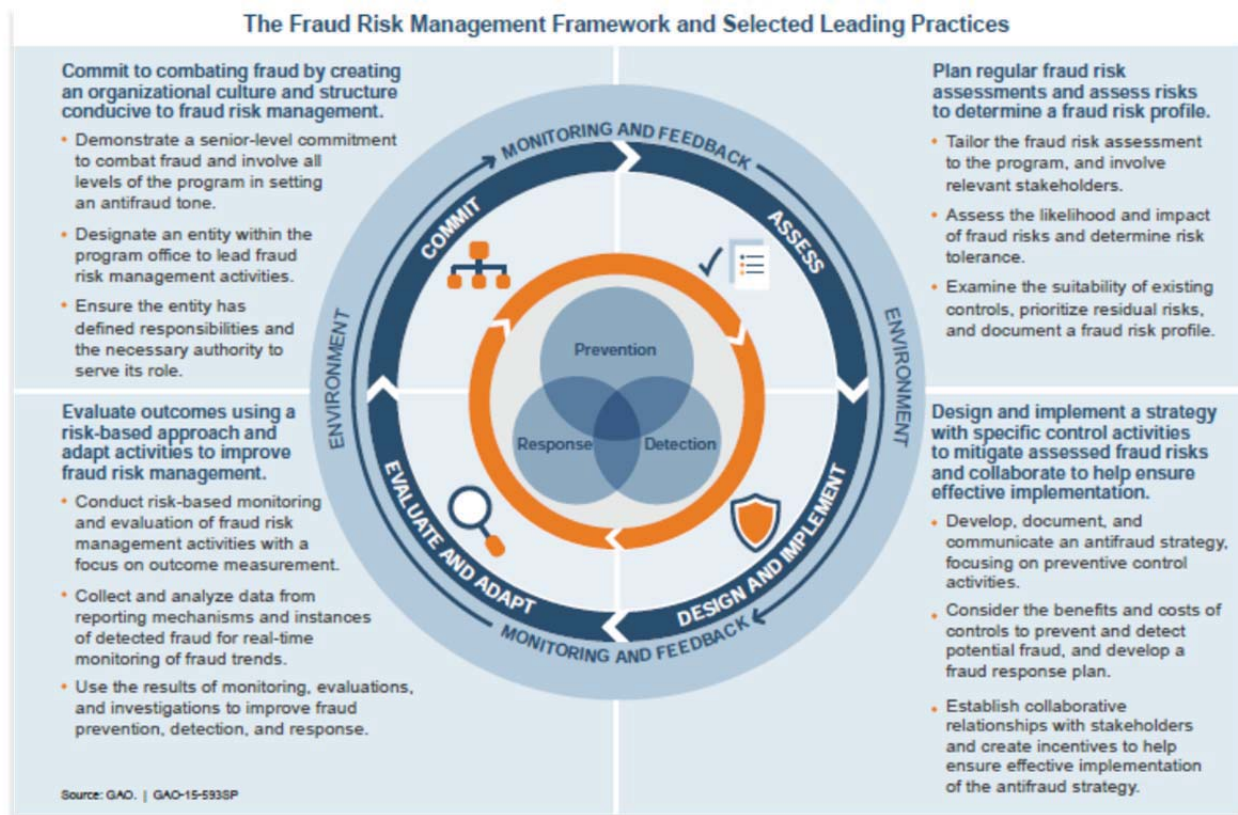 The Fraud Risk Management Framework and Selected Leading Practices
Commit to combating fraud by creating
an organizational culture and structure
conducive to fraud risk management.
• Demonstrate a senior-level commitment
to combat fraud and involve all
levels of the program in setting
an antifraud tone.
• Designate an entity within the
program office to lead fraud
risk management activities.
• Ensure the entity has
defined responsibilities and
the necessary authority to
serve its role.
Plan regular fraud risk
assessments and assess risks
to determine a fraud risk profile.
• Tailor the fraud risk assessment
to the program, and involve
relevant stakeholders.
• Assess the likelihood and impact
of fraud risks and determine risk
tolerance.
• Examine the suitability of existing
controls, prioritize residual risks,
and document a fraud risk profile.
MONITORING AND FEEDBACK
COMMIT
ASSESS
ENVIRONMENT
ENVIRONMENT
Prevention
Response
Detection
EVALUATE AND ADAPT
DESIGN AND IMPLEMENT
MONITORING AND FEEDBACK
Evaluate outcomes using a
risk-based approach and
adapt activities to improve
fraud risk management.
• Conduct risk-based monitoring
and evaluation of fraud risk
management activities with a
focus on outcome measurement.
• Collect and analyze data from
reporting mechanisms and instances
of detected fraud for real-time
monitoring of fraud trends.
• Use the results of monitoring, evaluations,
and investigations to improve fraud
prevention, detection, and response.
Design and implement a strategy
with specific control activities
to mitigate assessed fraud risks
and collaborate to help ensure
effective implementation.
• Develop, document, and
communicate an antifraud strategy,
focusing on preventive control
activities.
• Consider the benefits and costs of
controls to prevent and detect
potential fraud, and develop a
fraud response plan.
• Establish collaborative
relationships with stakeholders
and create incentives to help
ensure effective implementation
of the antifraud strategy.
Source: GAO. | GAO-15-593SP